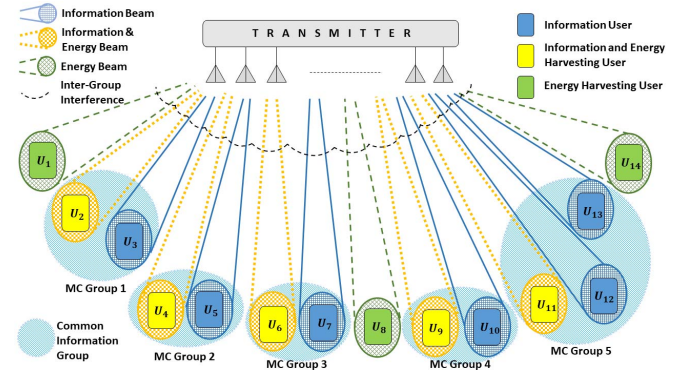 Information Beam
Information &
Energy Beam
Energy Beam
Inter-Group
Interference
TRANSMITTER
Information User
Information and Energy
Harvesting User
Energy Harvesting User
U1
U2
U3
MC Group 1
U4
U5
MC Group 2
U6
U7
MC Group 3
U8
U9
U10
MC Group 4
U11
U12
U13
MC Group 5
U14
Common
Information
Group